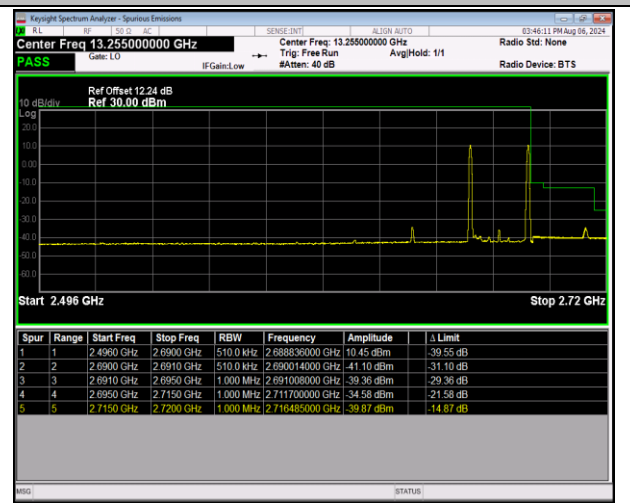 Keysight Spectrum Analyzer - Spurious Emissions
RL RF 50 Ω AC SENSE:INT ALIGN AUTO 03:46:11 PM Aug 06, 2024
Center Freq 13.255000000 GHz Center Freq: 13.255000000 GHz Radio Std: None
PASS Gate: LO Trig: Free Run Avg|Hold: 1/1
IFGain:Low #Atten: 40 dB Radio Device: BTS
Ref Offset 12.24 dB
10 dB/div Ref 30.00 dBm
Log
20.0
10.0
0.00
-10.0
-20.0
-30.0
-40.0
-50.0
-60.0
Start 2.496 GHz Stop 2.72 GHz
Spur Range Start Freq Stop Freq RBW Frequency Amplitude Δ Limit
1 1 2.4960 GHz 2.6900 GHz 510.0 kHz 2.688836000 GHz 10.45 dBm -39.55 dB
2 2 2.6900 GHz 2.6910 GHz 510.0 kHz 2.690014000 GHz -41.10 dBm -31.10 dB
3 3 2.6910 GHz 2.6950 GHz 1.000 MHz 2.691008000 GHz -39.36 dBm -29.36 dB
4 4 2.6950 GHz 2.7150 GHz 1.000 MHz 2.711700000 GHz -34.58 dBm -21.58 dB
5 5 2.7150 GHz 2.7200 GHz 1.000 MHz 2.716485000 GHz -39.87 dBm -14.87 dB
MSG STATUS